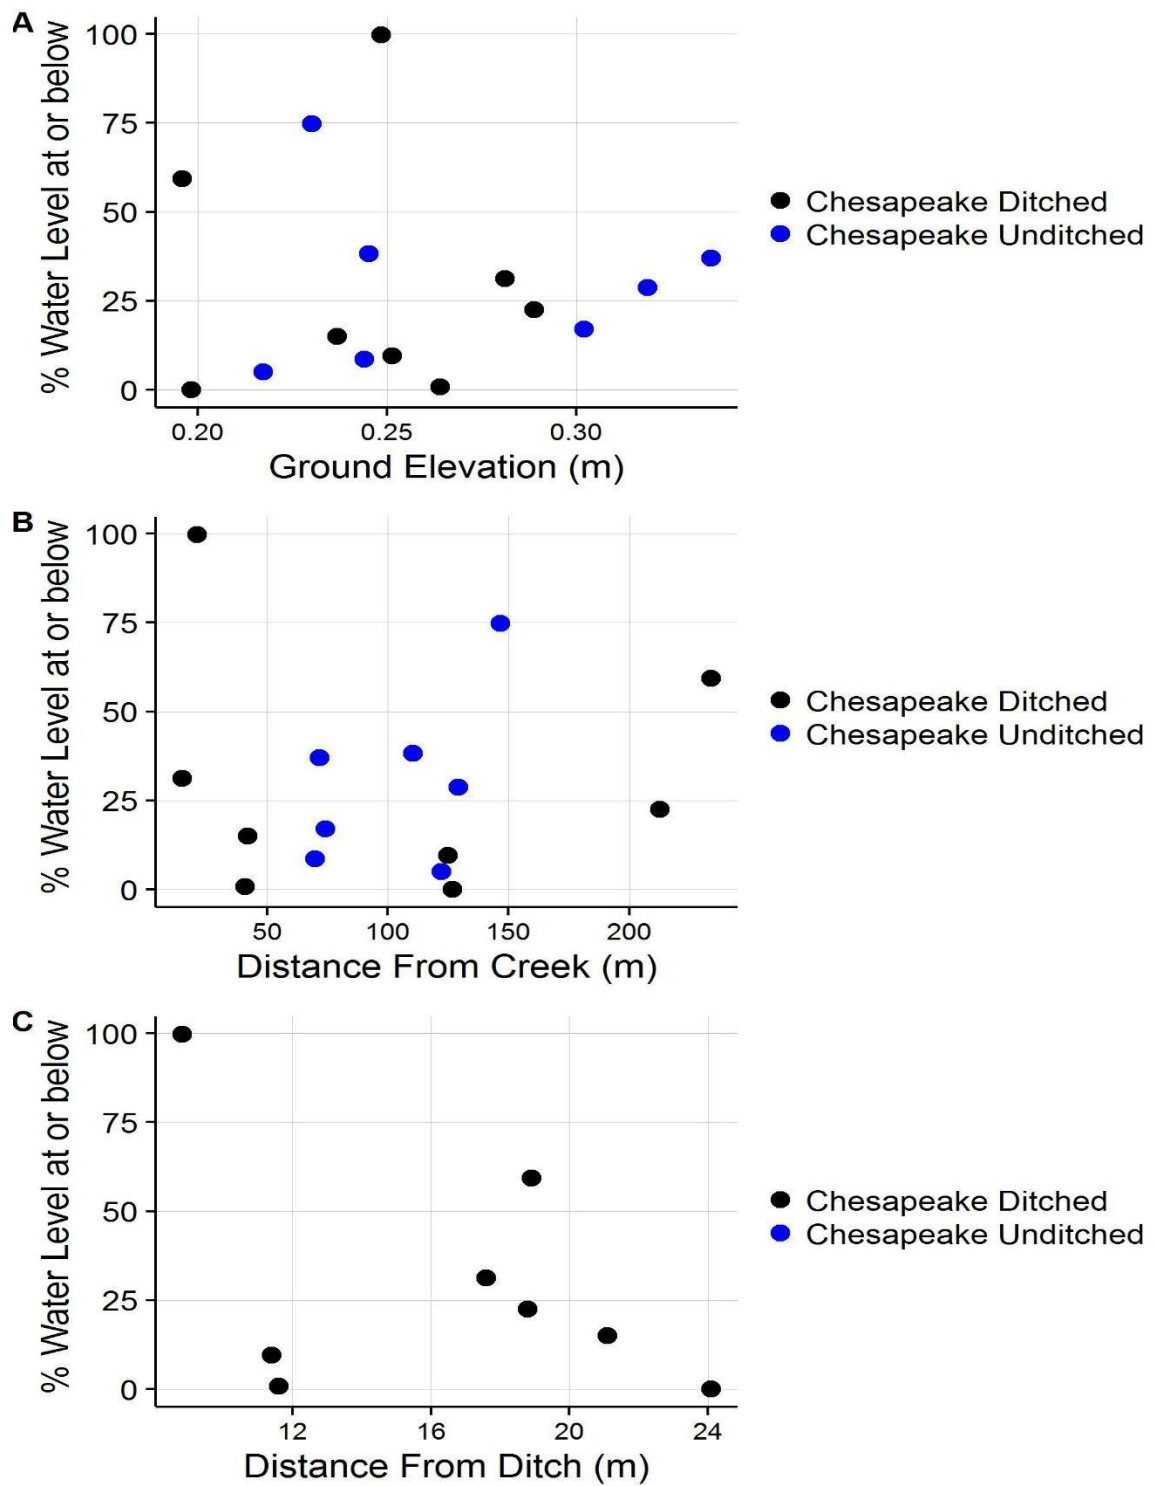 A
% Water Level at or below
100
75
50
25
0
0.20 0.25 0.30
Ground Elevation (m)
Chesapeake Ditched
Chesapeake Unditched
B
% Water Level at or below
100
75
50
25
0
50 100 150 200
Distance From Creek (m)
Chesapeake Ditched
Chesapeake Unditched
C
% Water Level at or below
100
75
50
25
0
12 16 20 24
Distance From Ditch (m)
Chesapeake Ditched
Chesapeake Unditched